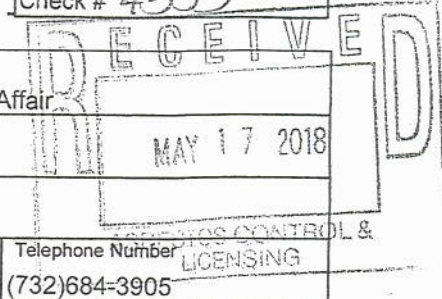 Check #
RECEIVED
Affair
MAY 17 2018
CONTROL &
LICENSING
Telephone Number
(732)684-3905